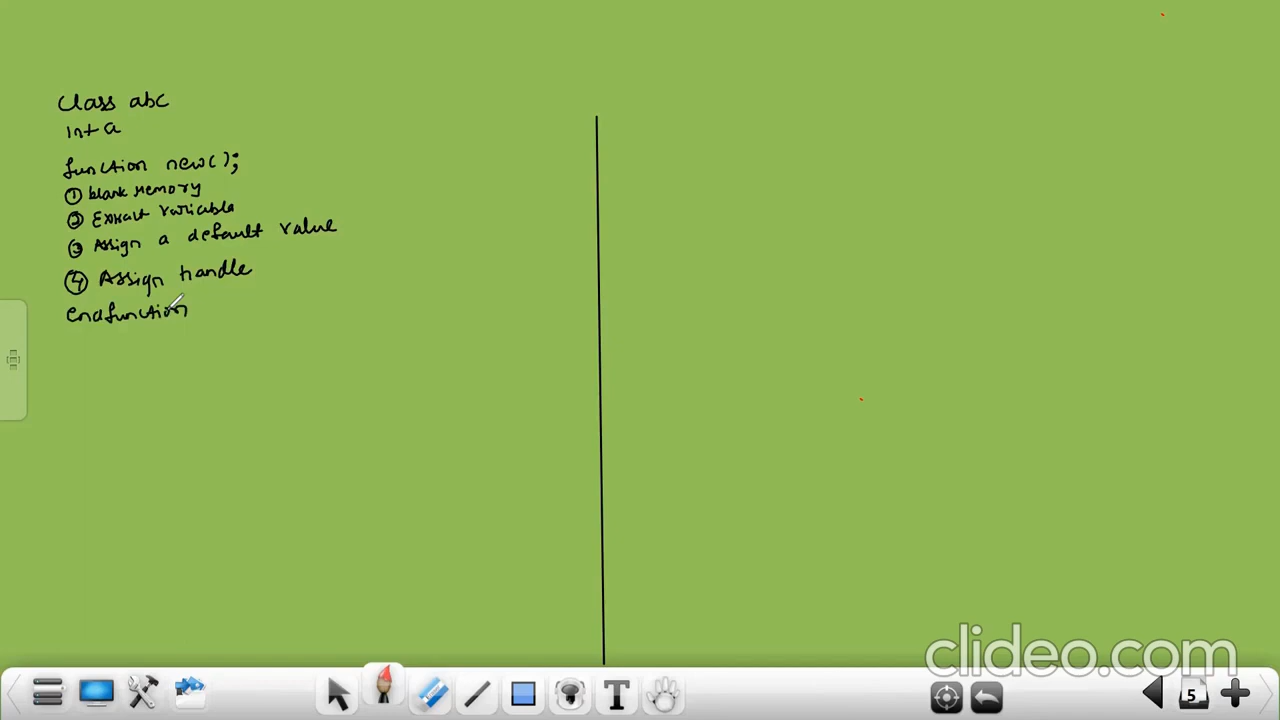 Class abc
int a
function new();
① blank memory
② Extract variable
③ Assign a default value
④ Assign handle
endfunction
clideo.com
T
5